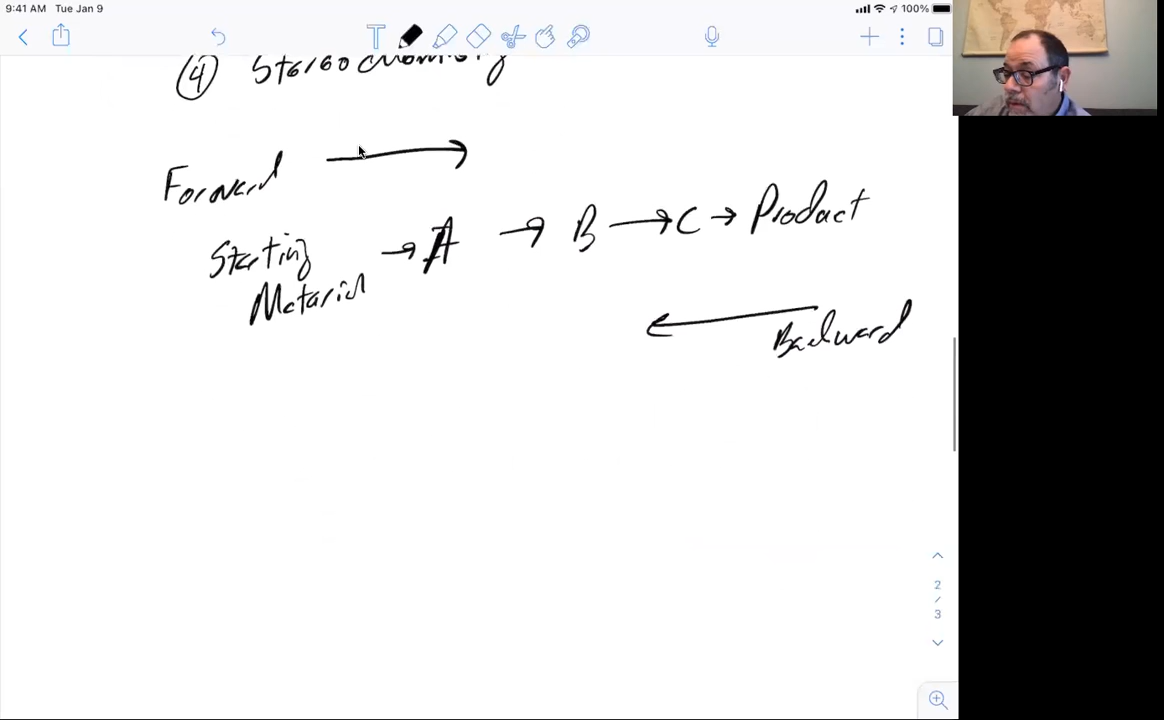 9:41 AM Tue Jan 9
100%
T
④ Stereochemistry
Forward →
Starting → A → B → C → Product
Material
← Backward
2
/
3